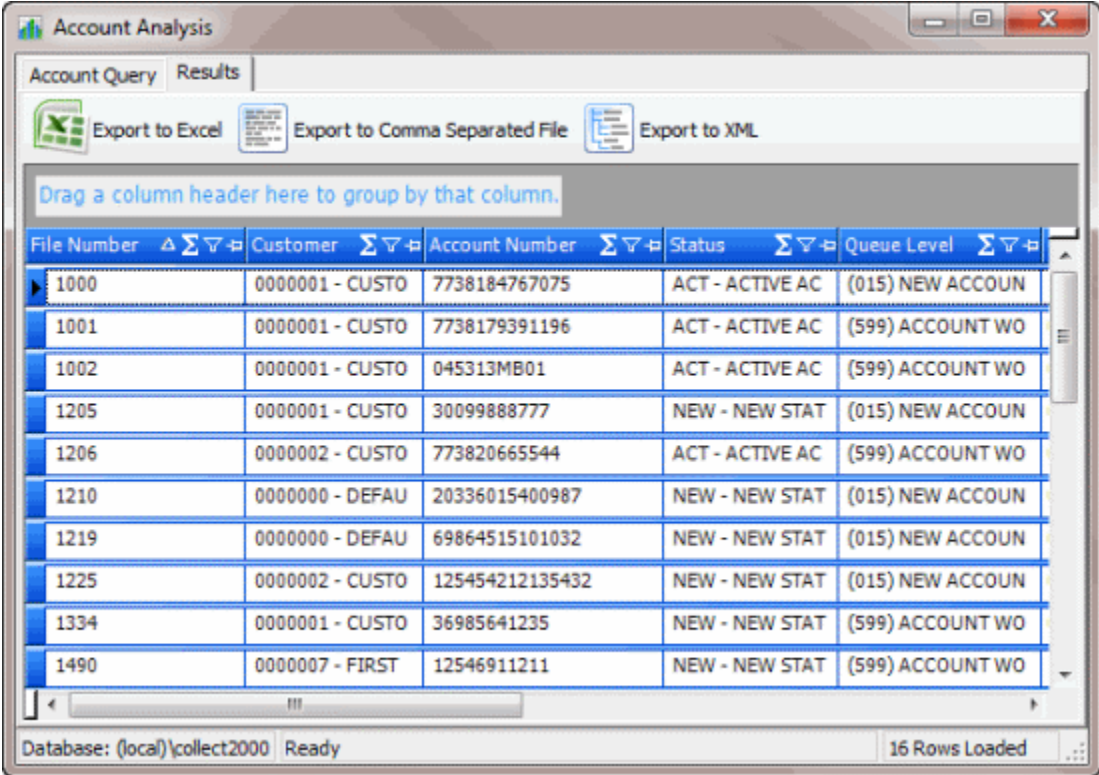 Account Analysis
Account Query Results
Export to Excel Export to Comma Separated File Export to XML
Drag a column header here to group by that column.
File Number Customer Account Number Status Queue Level
1000 0000001 - CUSTO 7738184767075 ACT - ACTIVE AC (015) NEW ACCOUN
1001 0000001 - CUSTO 7738179391196 ACT - ACTIVE AC (599) ACCOUNT WO
1002 0000001 - CUSTO 045313MB01 ACT - ACTIVE AC (599) ACCOUNT WO
1205 0000001 - CUSTO 30099888777 NEW - NEW STAT (015) NEW ACCOUN
1206 0000002 - CUSTO 773820665544 ACT - ACTIVE AC (599) ACCOUNT WO
1210 0000000 - DEFAU 20336015400987 NEW - NEW STAT (015) NEW ACCOUN
1219 0000000 - DEFAU 69864515101032 NEW - NEW STAT (015) NEW ACCOUN
1225 0000002 - CUSTO 125454212135432 NEW - NEW STAT (015) NEW ACCOUN
1334 0000001 - CUSTO 36985641235 NEW - NEW STAT (599) ACCOUNT WO
1490 0000007 - FIRST 12546911211 NEW - NEW STAT (599) ACCOUNT WO
Database: (local)\collect2000 Ready 16 Rows Loaded